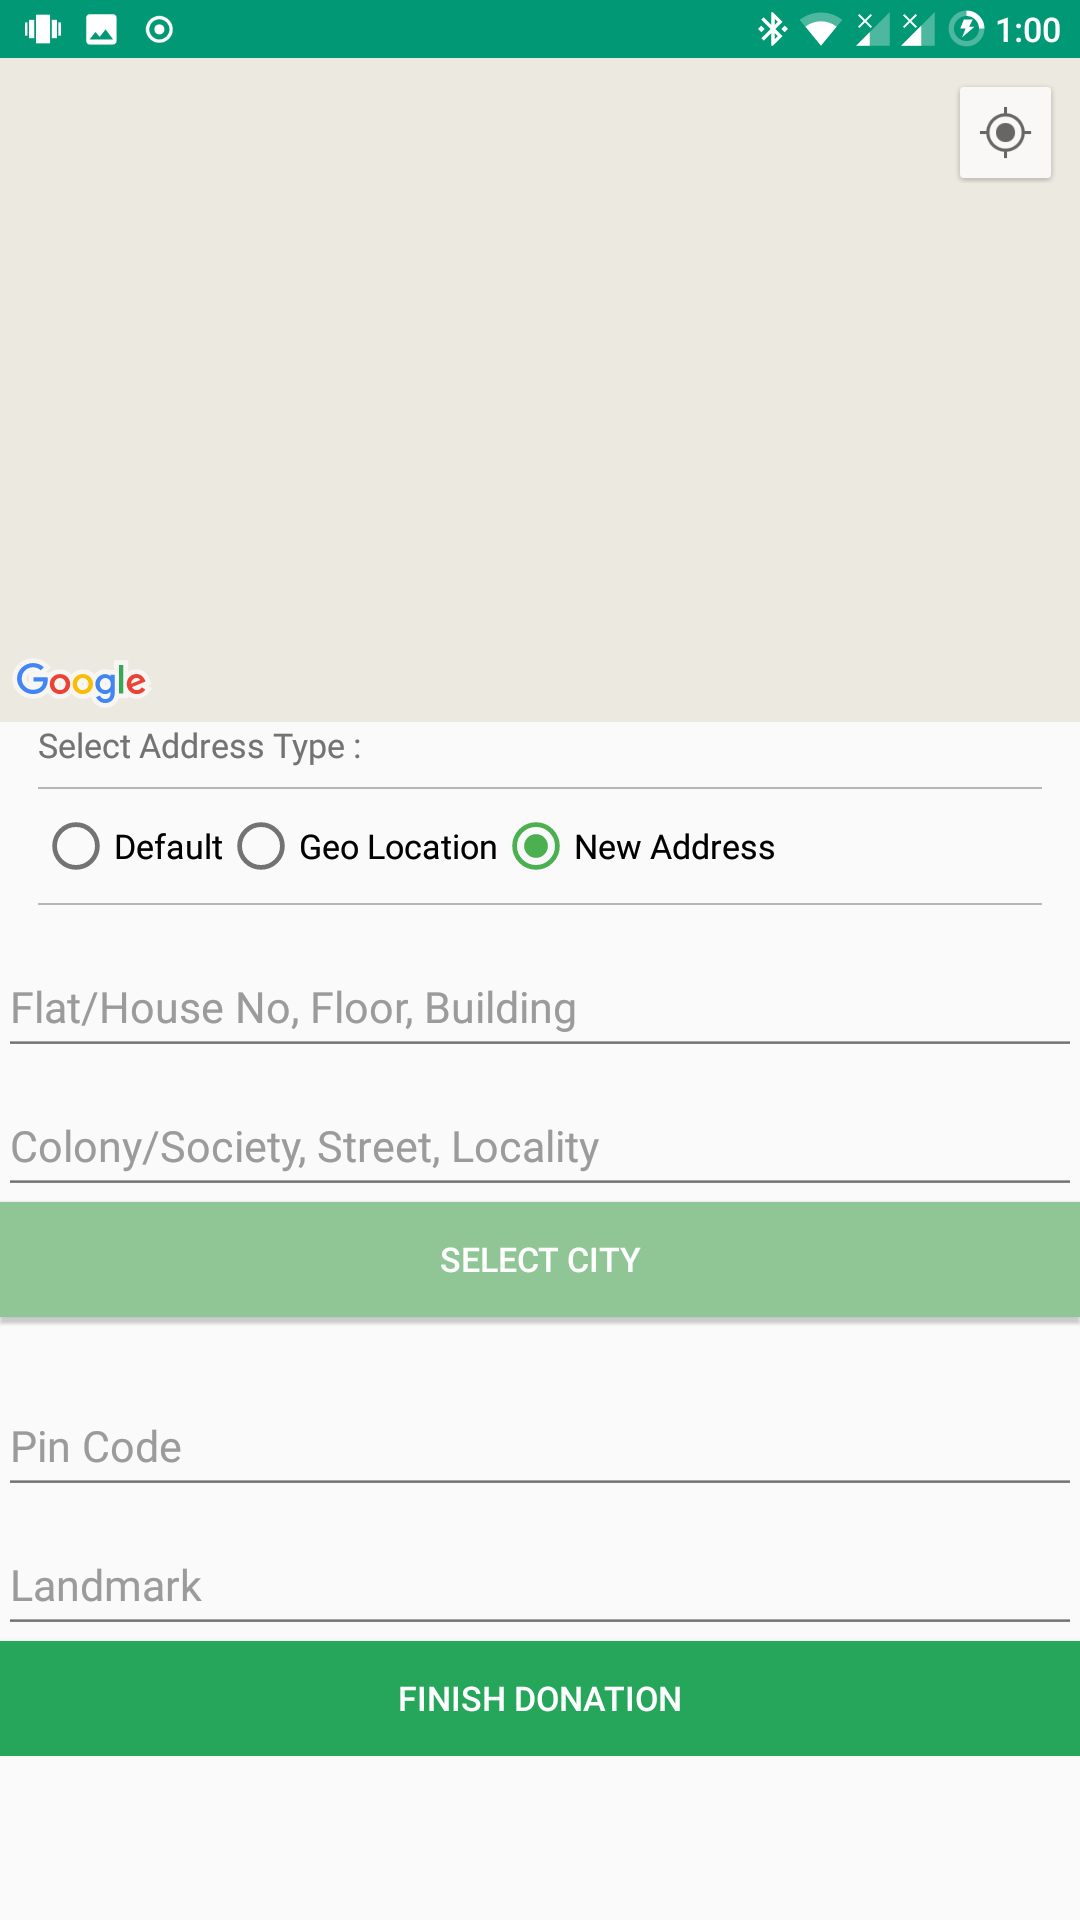 1:00
Google
Select Address Type :
Default Geo Location New Address
Flat/House No, Floor, Building
Colony/Society, Street, Locality
SELECT CITY
Pin Code
Landmark
FINISH DONATION